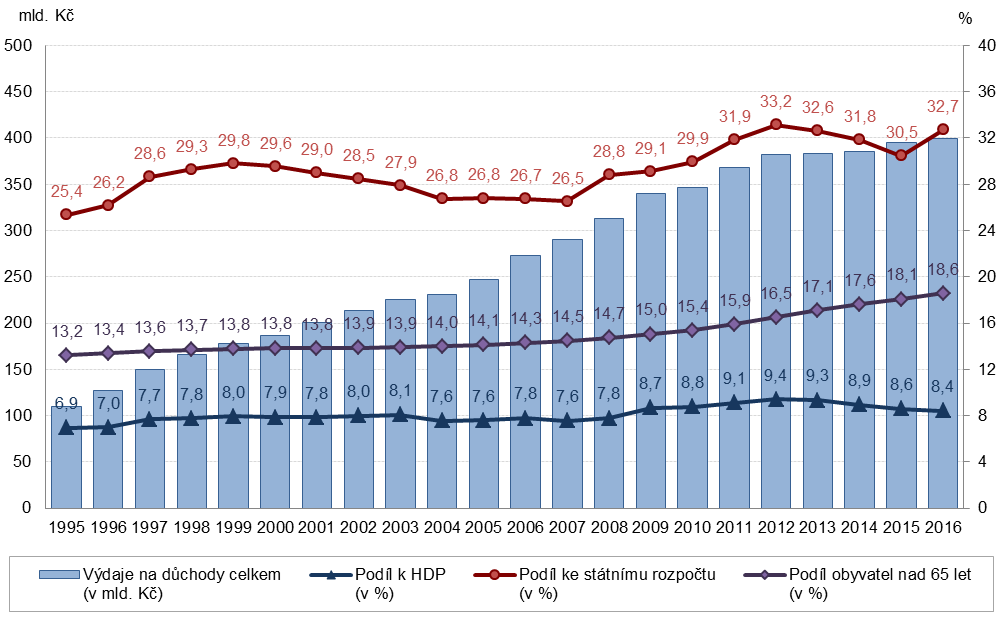 mld. Kč %
500 40
450 36
400 32
350 28
300 24
250 20
200 16
150 12
100 8
50 4
0 0
25,4 26,2 28,6 29,3 29,8 29,6 29,0 28,5 27,9 26,8 26,8 26,7 26,5 28,8 29,1 29,9 31,9 33,2 32,6 31,8 30,5 32,7
13,2 13,4 13,6 13,7 13,8 13,8 13,8 13,9 13,9 14,0 14,1 14,3 14,5 14,7 15,0 15,4 15,9 16,5 17,1 17,6 18,1 18,6
6,9 7,0 7,7 7,8 8,0 7,9 7,8 8,0 8,1 7,6 7,6 7,8 7,6 7,8 8,7 8,8 9,1 9,4 9,3 8,9 8,6 8,4
1995 1996 1997 1998 1999 2000 2001 2002 2003 2004 2005 2006 2007 2008 2009 2010 2011 2012 2013 2014 2015 2016
Výdaje na důchody celkem
(v mld. Kč)
Podíl k HDP
(v %)
Podíl ke státnímu rozpočtu
(v %)
Podíl obyvatel nad 65 let
(v %)